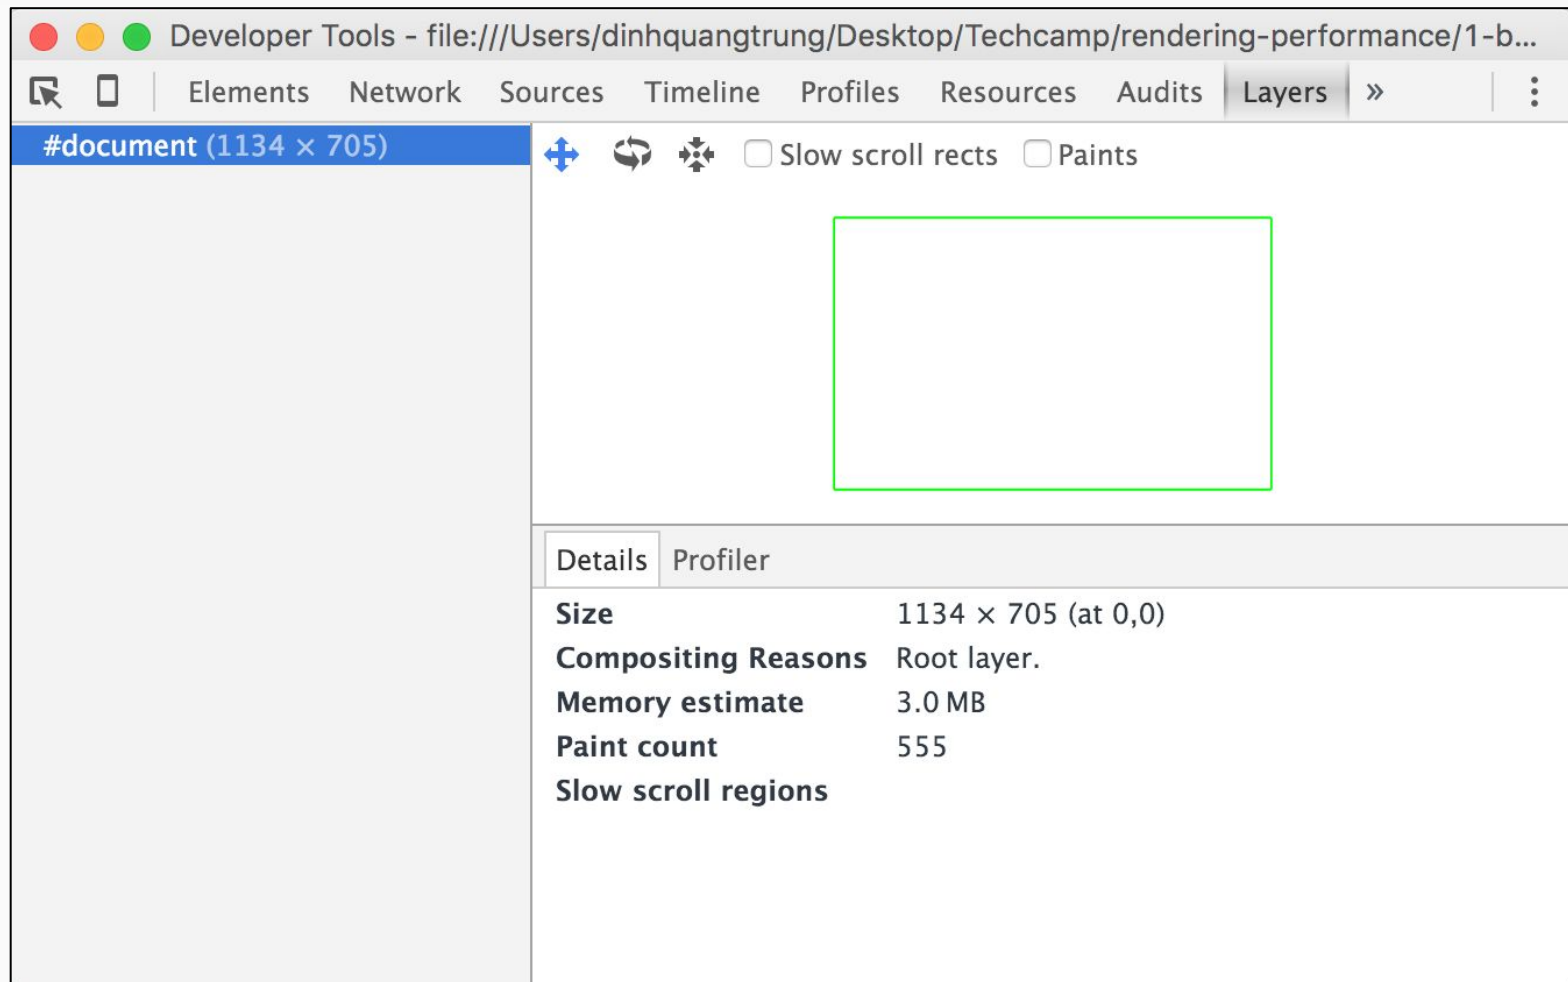 Developer Tools - file:///Users/dinhquangtrung/Desktop/Techcamp/rendering-performance/1-b...
Elements Network Sources Timeline Profiles Resources Audits Layers »
#document (1134 × 705)
Slow scroll rects Paints
Details Profiler
Size 1134 × 705 (at 0,0)
Compositing Reasons Root layer.
Memory estimate 3.0 MB
Paint count 555
Slow scroll regions